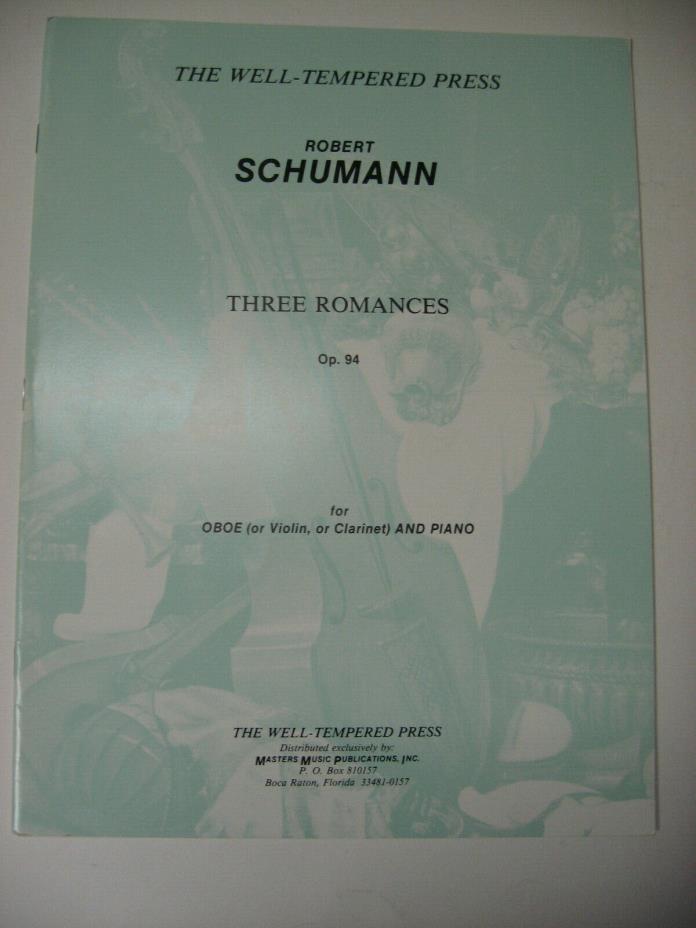 THE WELL-TEMPERED PRESS
ROBERT
SCHUMANN
THREE ROMANCES
Op. 94
for
OBOE (or Violin, or Clarinet) AND PIANO
THE WELL-TEMPERED PRESS
Distributed exclusively by:
MASTERS MUSIC PUBLICATIONS, INC.
P. O. Box 810157
Boca Raton, Florida 33481-0157